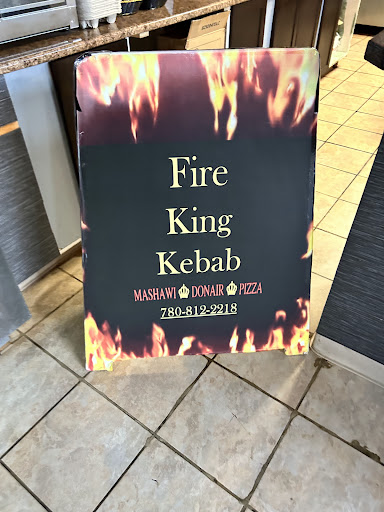 Fire
King
Kebab
MASHAWI DONAIR PIZZA
780-812-2218